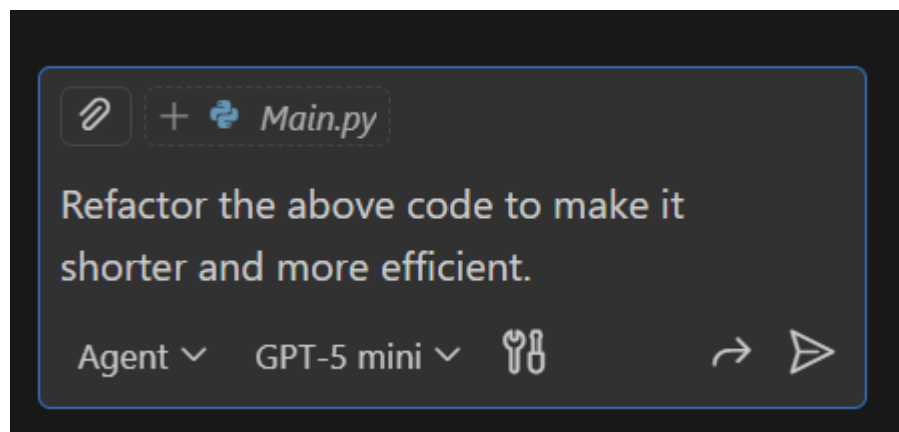 Main.py
Refactor the above code to make it
shorter and more efficient.
Agent GPT-5 mini